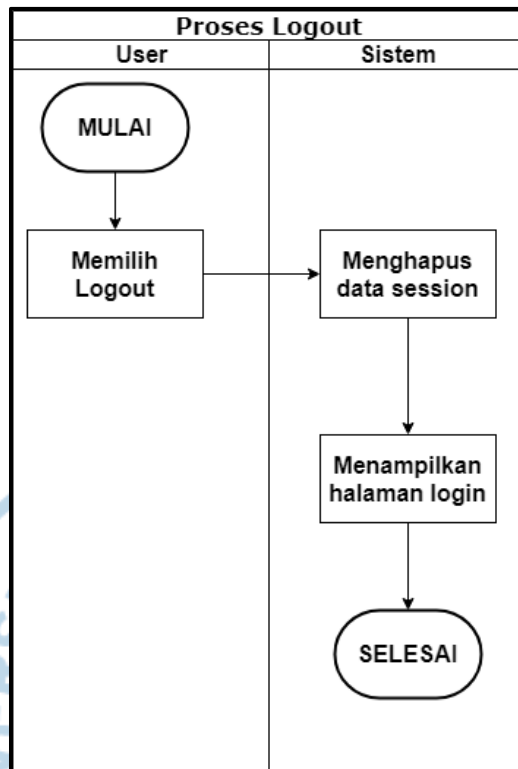 Proses Logout
User
Sistem
MULAI
Memilih
Logout
Menghapus
data session
Menampilkan
halaman login
SELESAI